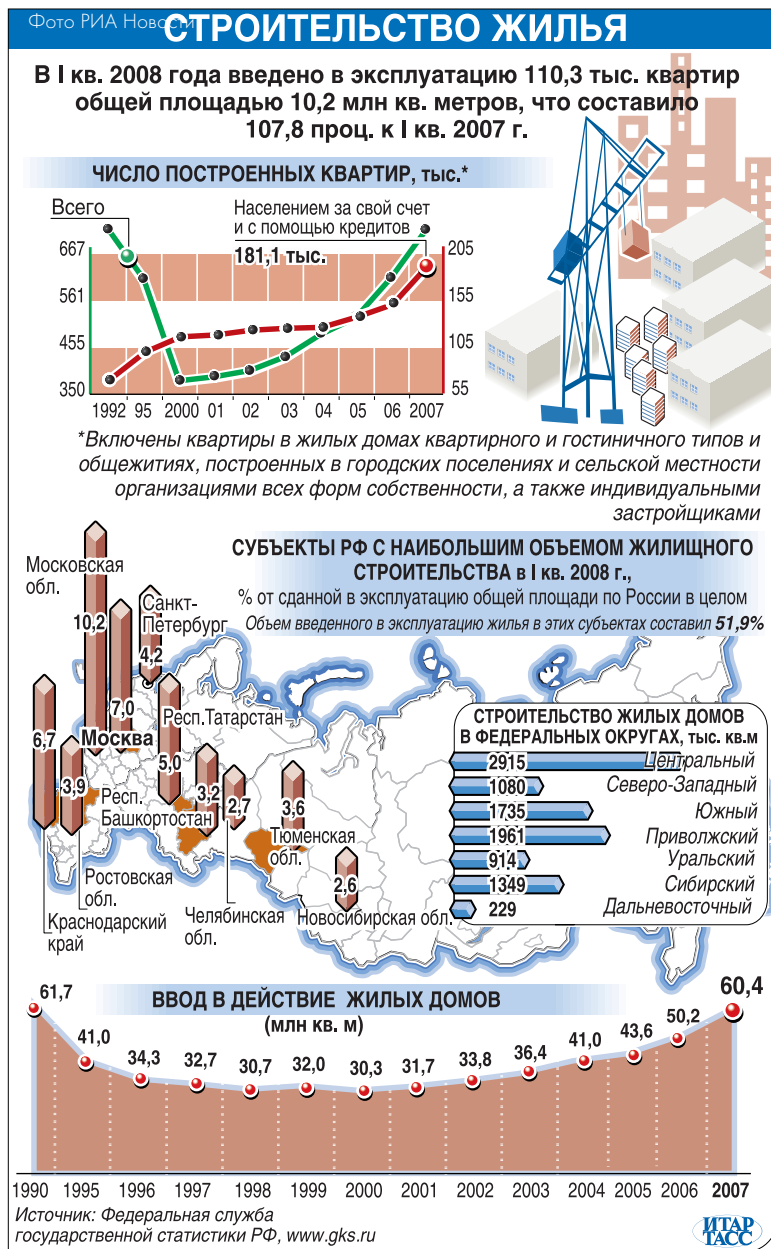 Фото РИА Новости
СТРОИТЕЛЬСТВО ЖИЛЬЯ
В I кв. 2008 года введено в эксплуатацию 110,3 тыс. квартир
общей площадью 10,2 млн кв. метров, что составило
107,8 проц. к I кв. 2007 г.
ЧИСЛО ПОСТРОЕННЫХ КВАРТИР, тыс.*
Всего
Населением за свой счет
и с помощью кредитов
181,1 тыс.
667
561
455
350
205
155
105
55
1992 95 2000 01 02 03 04 05 06 2007
*Включены квартиры в жилых домах квартирного и гостиничного типов и
общежитиях, построенных в городских поселениях и сельской местности
организациями всех форм собственности, а также индивидуальными
застройщиками
СУБЪЕКТЫ РФ С НАИБОЛЬШИМ ОБЪЕМОМ ЖИЛИЩНОГО
СТРОИТЕЛЬСТВА в I кв. 2008 г.,
% от сданной в эксплуатацию общей площади по России в целом
Объем введенного в эксплуатацию жилья в этих субъектах составил 51,9%
Московская
обл.
10,2
Санкт-
Петербург
4,2
7,0
Москва
6,7
3,9
Респ.Татарстан
5,0
Респ.
Башкортостан
3,2
2,7
3,6
Тюменская
обл.
2,6
Ростовская
обл.
Краснодарский
край
Челябинская
обл.
Новосибирская обл.
СТРОИТЕЛЬСТВО ЖИЛЫХ ДОМОВ
В ФЕДЕРАЛЬНЫХ ОКРУГАХ, тыс. кв.м
2915 Центральный
1080 Северо-Западный
1735 Южный
1961 Приволжский
914 Уральский
1349 Сибирский
229 Дальневосточный
ВВОД В ДЕЙСТВИЕ ЖИЛЫХ ДОМОВ
(млн кв. м)
61,7 41,0 34,3 32,7 30,7 32,0 30,3 31,7 33,8 36,4 41,0 43,6 50,2 60,4
1990 1995 1996 1997 1998 1999 2000 2001 2002 2003 2004 2005 2006 2007
Источник: Федеральная служба
государственной статистики РФ, www.gks.ru
ИТАР
ТАСС